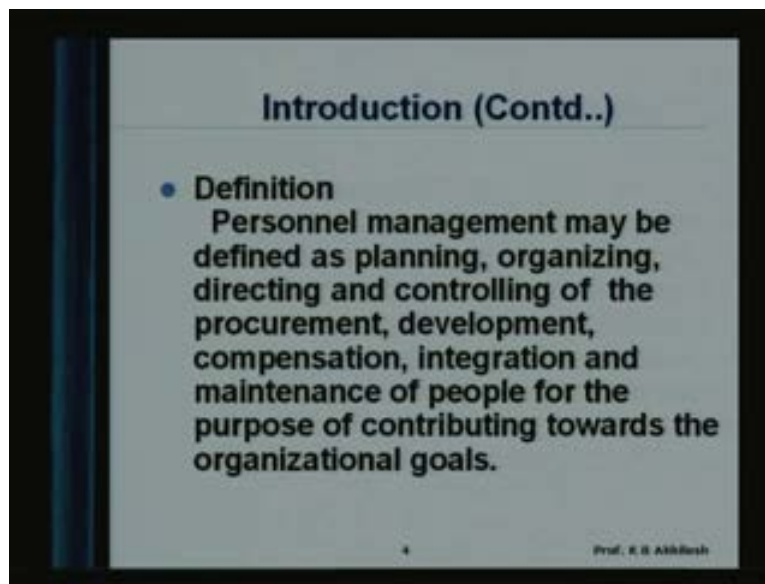 Introduction (Contd..)
Definition
Personnel management may be
defined as planning, organizing,
directing and controlling of the
procurement, development,
compensation, integration and
maintenance of people for the
purpose of contributing towards the
organizational goals.
4
Prof. K B Akhilesh